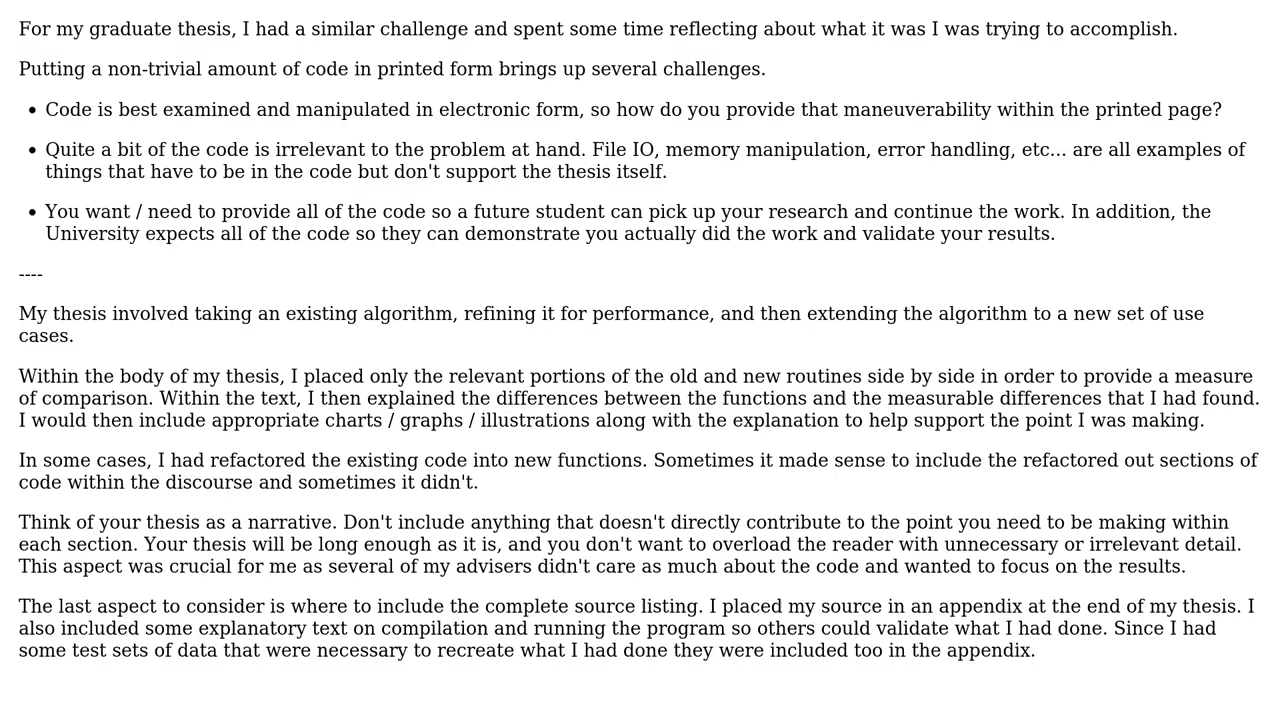 For my graduate thesis, I had a similar challenge and spent some time reflecting about what it was I was trying to accomplish.
Putting a non-trivial amount of code in printed form brings up several challenges.
• Code is best examined and manipulated in electronic form, so how do you provide that maneuverability within the printed page?
• Quite a bit of the code is irrelevant to the problem at hand. File IO, memory manipulation, error handling, etc... are all examples of
things that have to be in the code but don't support the thesis itself.
• You want / need to provide all of the code so a future student can pick up your research and continue the work. In addition, the
University expects all of the code so they can demonstrate you actually did the work and validate your results.
----
My thesis involved taking an existing algorithm, refining it for performance, and then extending the algorithm to a new set of use
cases.
Within the body of my thesis, I placed only the relevant portions of the old and new routines side by side in order to provide a measure
of comparison. Within the text, I then explained the differences between the functions and the measurable differences that I had found.
I would then include appropriate charts / graphs / illustrations along with the explanation to help support the point I was making.
In some cases, I had refactored the existing code into new functions. Sometimes it made sense to include the refactored out sections of
code within the discourse and sometimes it didn't.
Think of your thesis as a narrative. Don't include anything that doesn't directly contribute to the point you need to be making within
each section. Your thesis will be long enough as it is, and you don't want to overload the reader with unnecessary or irrelevant detail.
This aspect was crucial for me as several of my advisers didn't care as much about the code and wanted to focus on the results.
The last aspect to consider is where to include the complete source listing. I placed my source in an appendix at the end of my thesis. I
also included some explanatory text on compilation and running the program so others could validate what I had done. Since I had
some test sets of data that were necessary to recreate what I had done they were included too in the appendix.